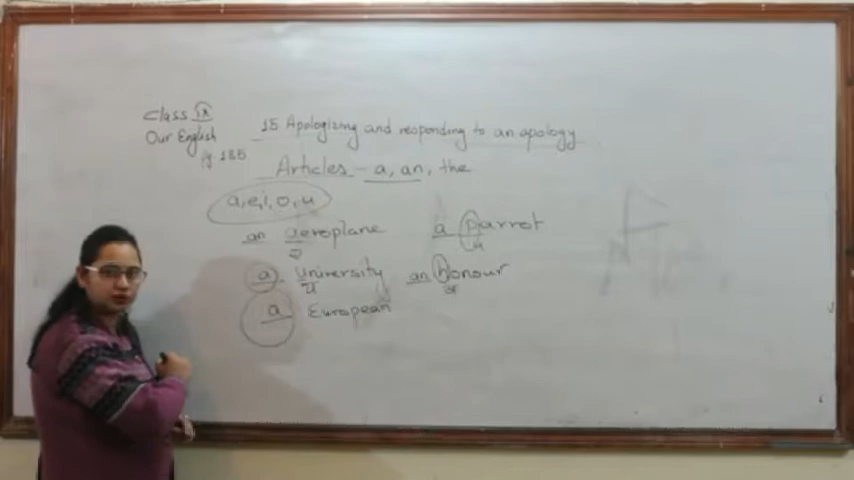 Class IX
Our English
Pg. 185
15 Apologizing and responding to an apology
Articles - a, an, the
a, e, i, o, u
an aeroplane
a parrot
a university
an honour
a European